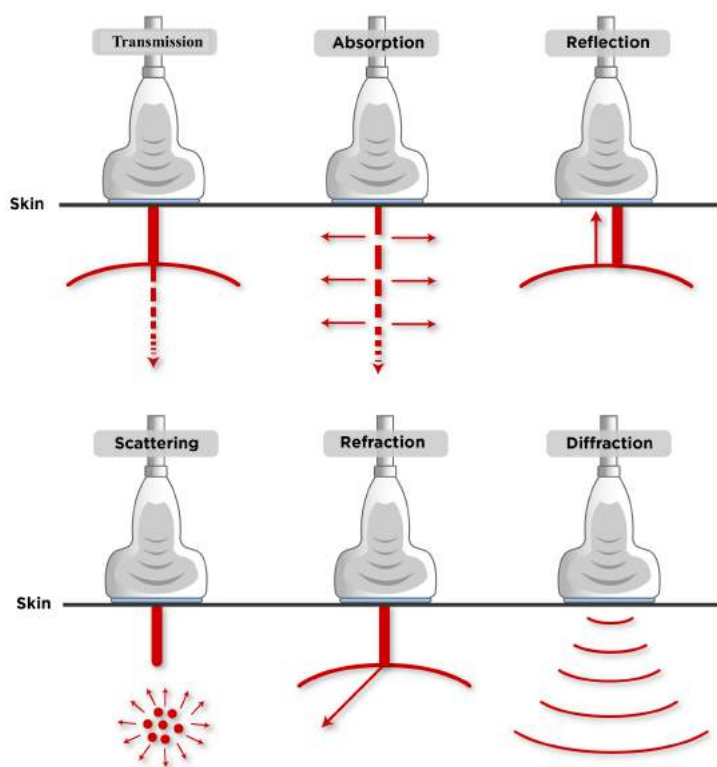 Transmission
Absorption
Reflection
Skin
Scattering
Refraction
Diffraction
Skin